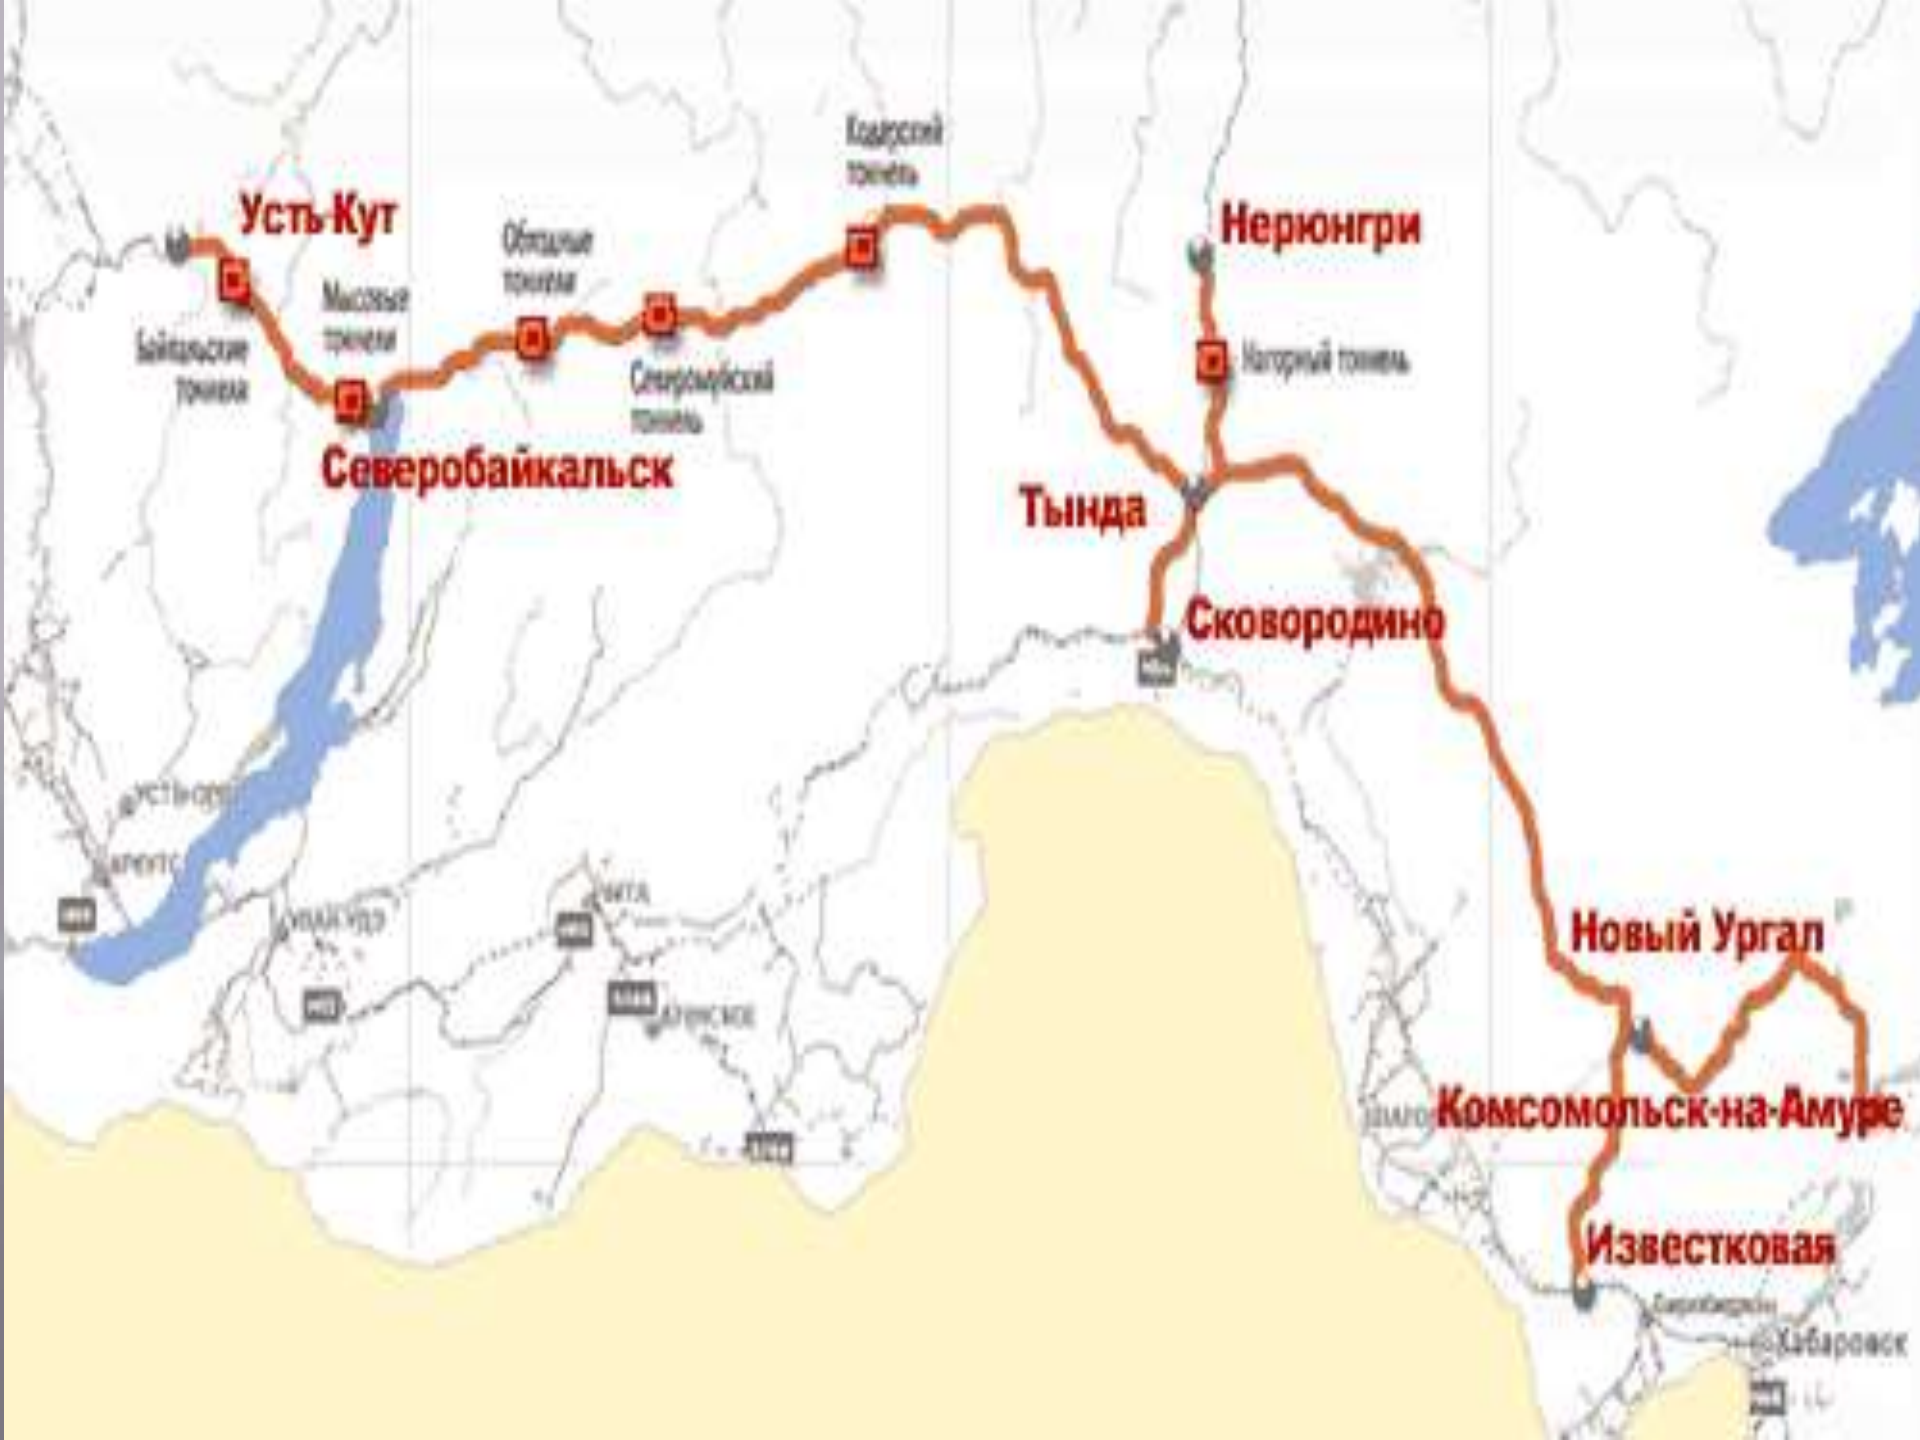 Кодарский
тоннель
Усть-Кут
Нерюнгри
Обходные
тоннели
Мысовые
тоннели
Байкальские
тоннели
Нагорный тоннель
Северомуйский
тоннель
Северобайкальск
Тында
Сковородино
Новый Ургал
Комсомольск-на-Амуре
Известковая
Биробиджан
Хабаровск